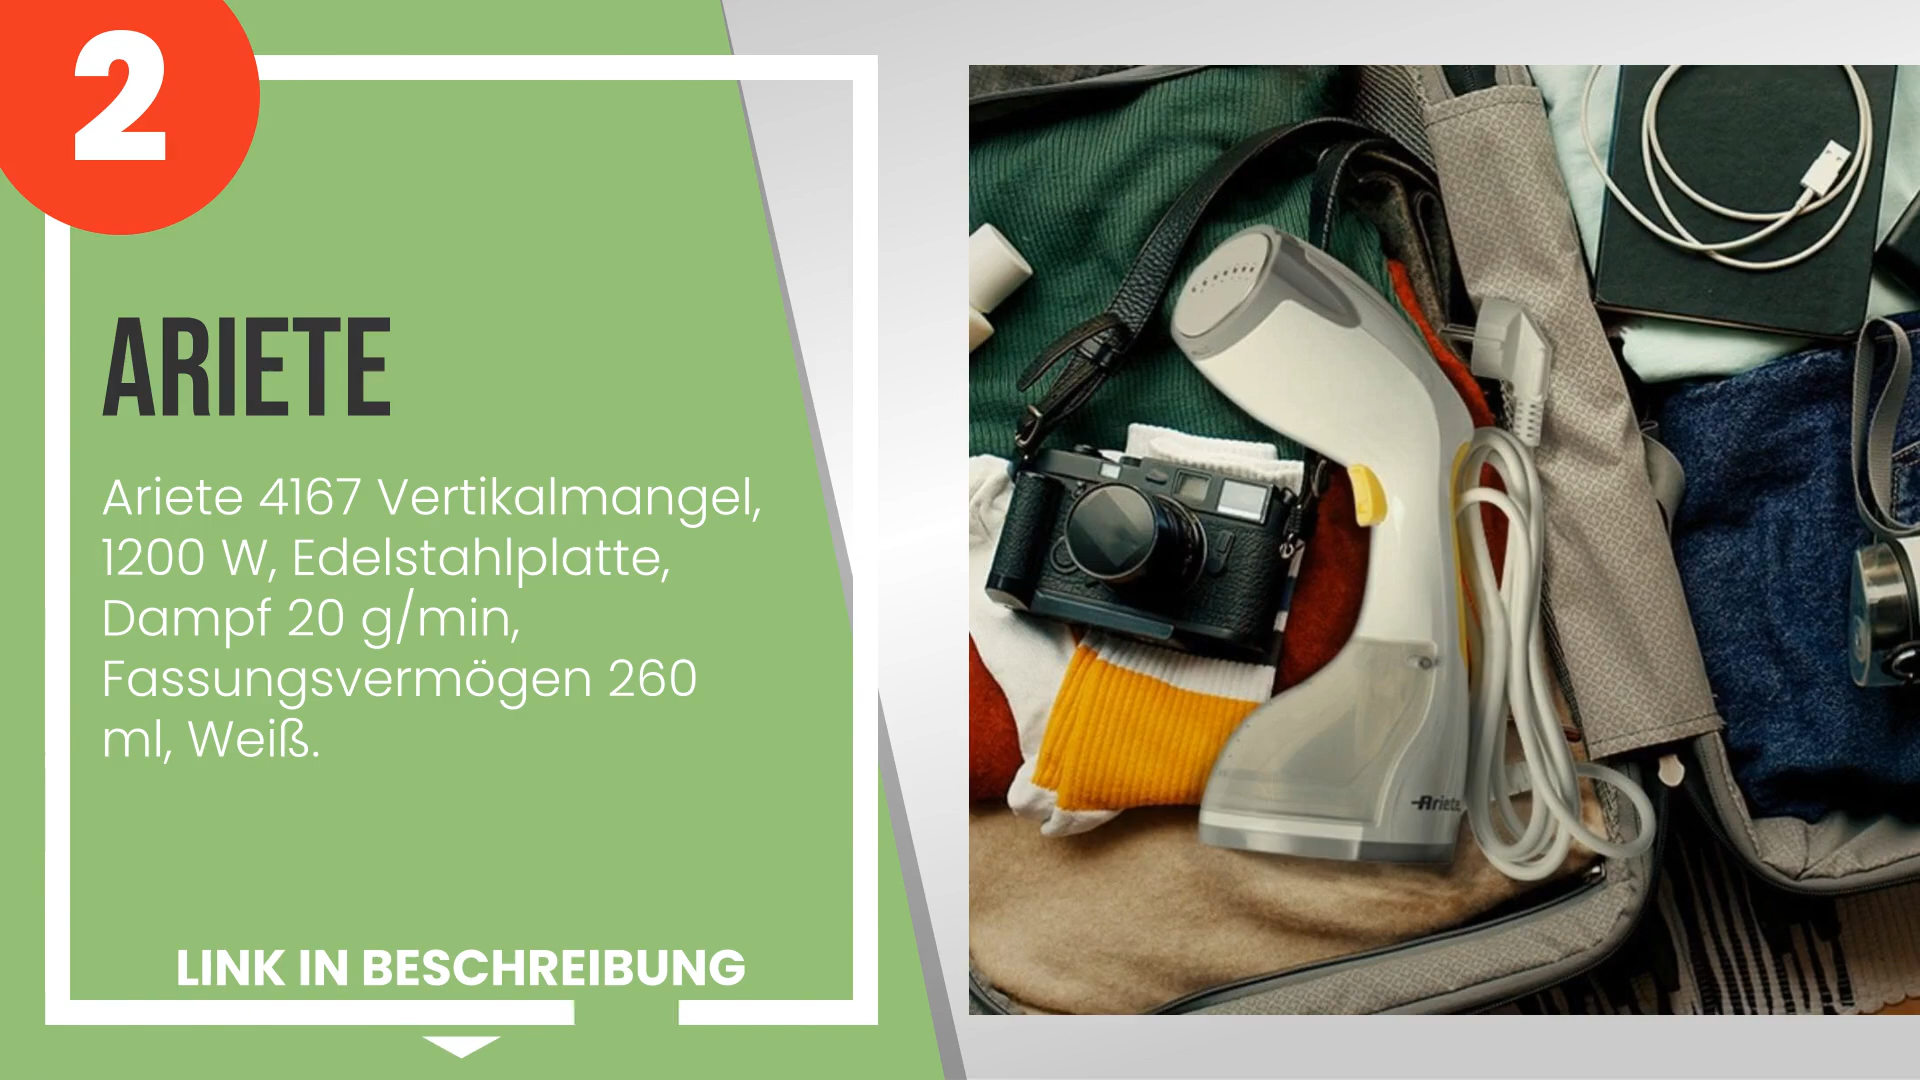 2
ARIETE
Ariete 4167 Vertikalmangel,
1200 W, Edelstahlplatte,
Dampf 20 g/min,
Fassungsvermögen 260
ml, Weiß.
LINK IN BESCHREIBUNG
Ariete